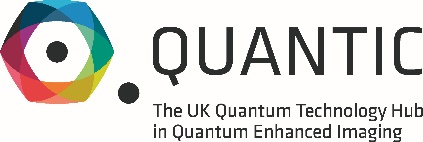 QUANTIC
The UK Quantum Technology Hub
in Quantum Enhanced Imaging